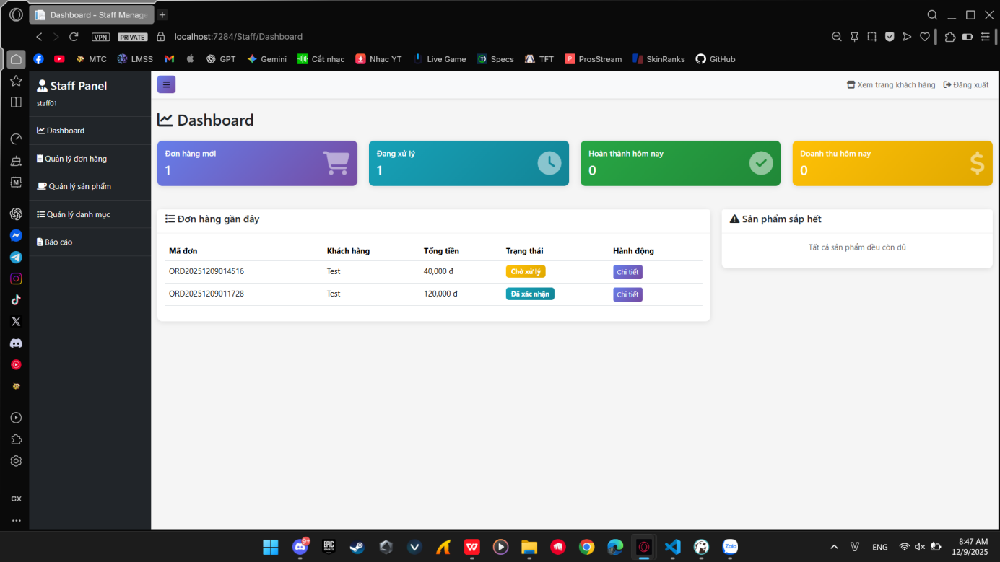 Dashboard - Staff Manage
VPN PRIVATE localhost:7284/Staff/Dashboard
MTC LMSS GPT Gemini Cắt nhạc Nhạc YT Live Game Specs TFT ProsStream SkinRanks GitHub
Staff Panel
staff01
Dashboard
Quản lý đơn hàng
Quản lý sản phẩm
Quản lý danh mục
Báo cáo
Xem trang khách hàng Đăng xuất
Dashboard
Đơn hàng mới
1
Đang xử lý
1
Hoàn thành hôm nay
0
Doanh thu hôm nay
0
Đơn hàng gần đây
Mã đơn Khách hàng Tổng tiền Trạng thái Hành động
ORD20251209014516 Test 40,000 đ Chờ xử lý Chi tiết
ORD20251209011728 Test 120,000 đ Đã xác nhận Chi tiết
Sản phẩm sắp hết
Tất cả sản phẩm đều còn đủ
GX
9+
EPIC GAMES
Zalo
ENG
8:47 AM
12/9/2025